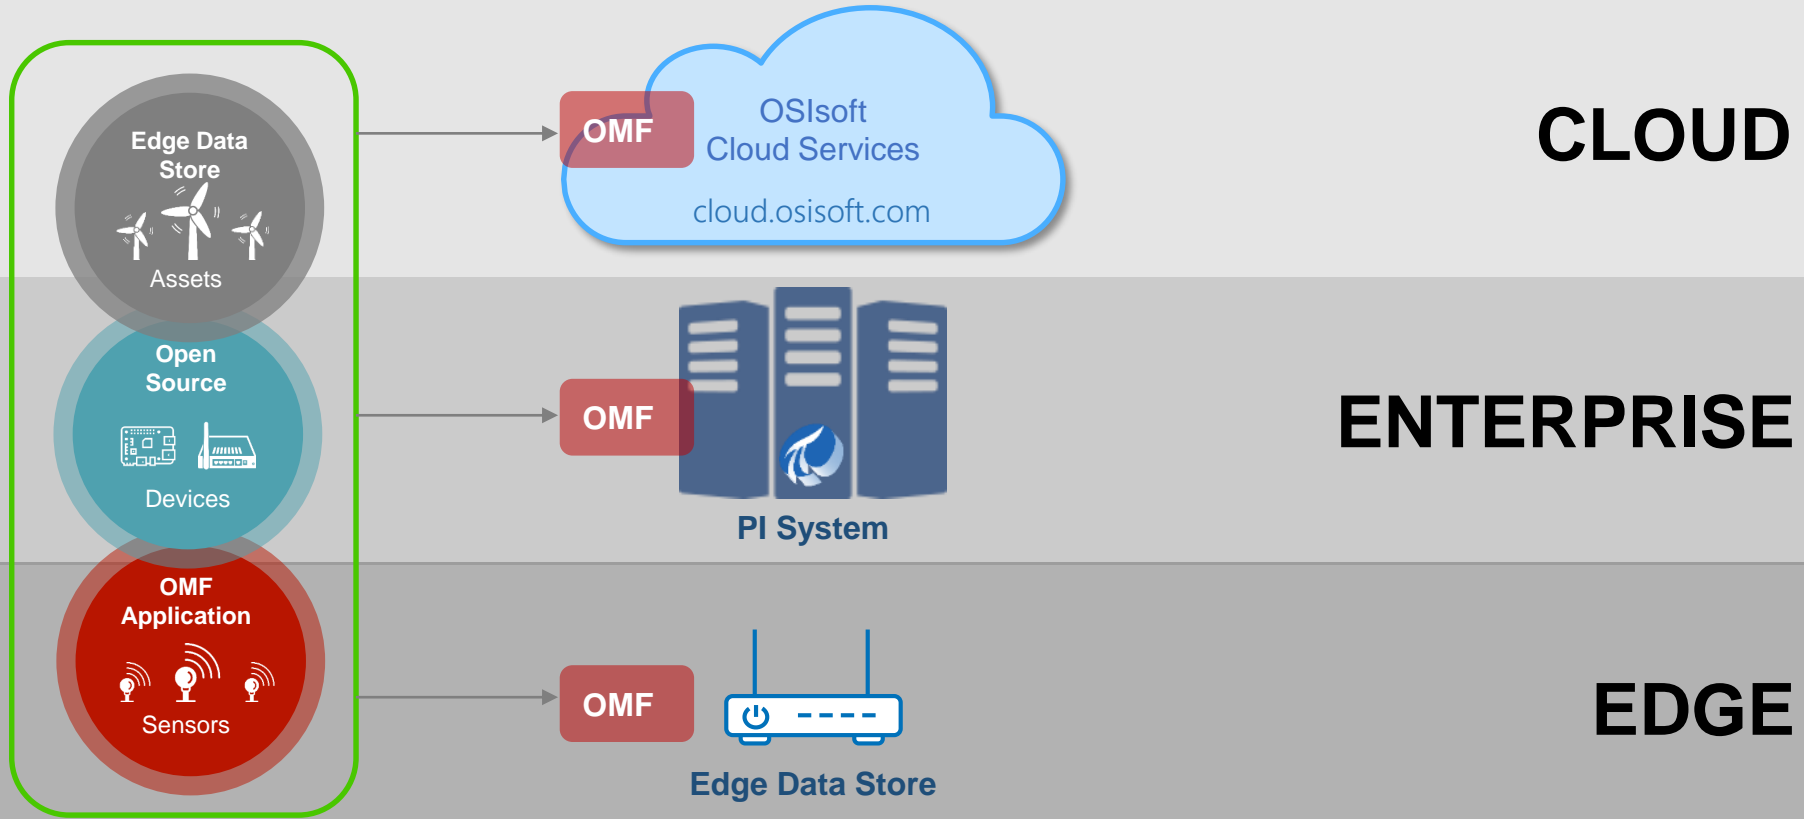 Edge Data
Store
Assets
Open
Source
Devices
OMF
Application
Sensors
OMF
OSIsoft
Cloud Services
cloud.osisoft.com
CLOUD
OMF
PI System
ENTERPRISE
OMF
Edge Data Store
EDGE